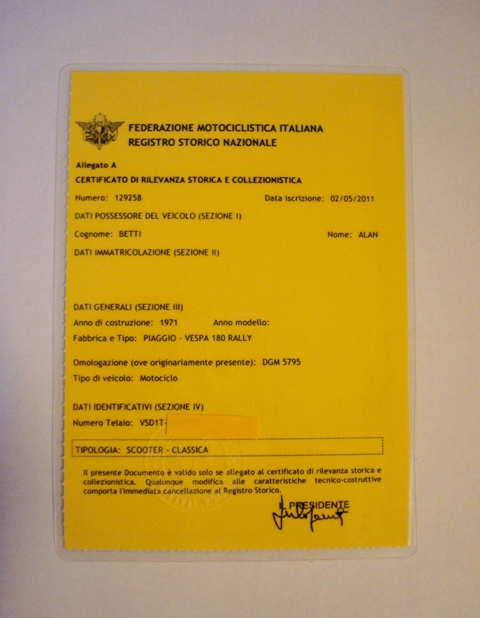 FEDERAZIONE MOTOCICLISTICA ITALIANA
REGISTRO STORICO NAZIONALE
Allegato A
CERTIFICATO DI RILEVANZA STORICA E COLLEZIONISTICA
Numero: 129258 Data iscrizione: 02/05/2011
DATI POSSESSORE DEL VEICOLO (SEZIONE I)
Cognome: BETTI Nome: ALAN
DATI IMMATRICOLAZIONE (SEZIONE II)
DATI GENERALI (SEZIONE III)
Anno di costruzione: 1971 Anno modello:
Fabbrica e Tipo: PIAGGIO - VESPA 180 RALLY
Omologazione (ove originariamente presente): DGM 5795
Tipo di veicolo: Motociclo
DATI IDENTIFICATIVI (SEZIONE IV)
Numero Telaio: VSD1T-
TIPOLOGIA: SCOOTER - CLASSICA
Il presente Documento è valido solo se allegato al certificato di rilevanza storica e
collezionistica. Qualunque modifica alle caratteristiche tecnico-costruttive
comporta l'immediata cancellazione al Registro Storico.
IL PRESIDENTE